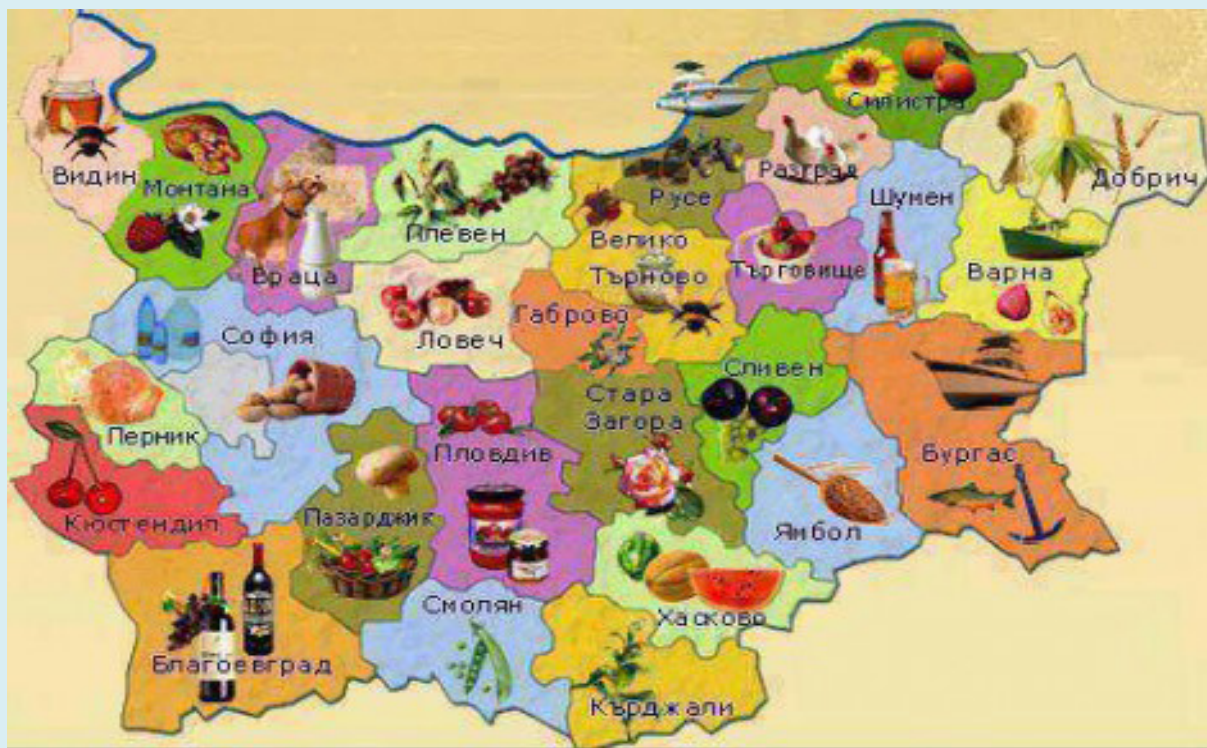 Силистра
Видин
Монтана
Русе
Разград
Шумен
Добрич
Враца
Плевен
Велико
Търново
Търговище
Варна
София
Ловеч
Габрово
Сливен
Перник
Стара
Загора
Пловдив
Бургас
Кюстендил
Пазарджик
Ямбол
Смолян
Хасково
Благоевград
Кърджали